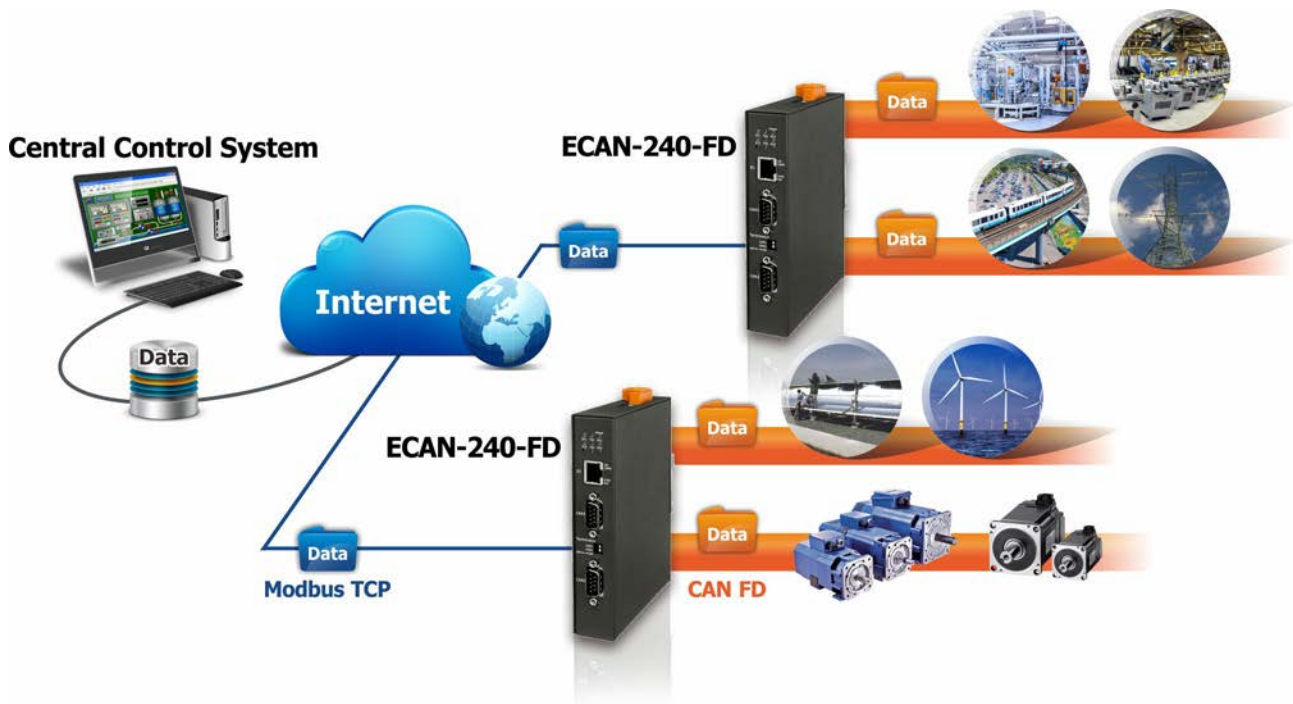 Central Control System
Data
Internet
Data
ECAN-240-FD
Data
Data
ECAN-240-FD
Data
Data
Modbus TCP
Data
CAN FD